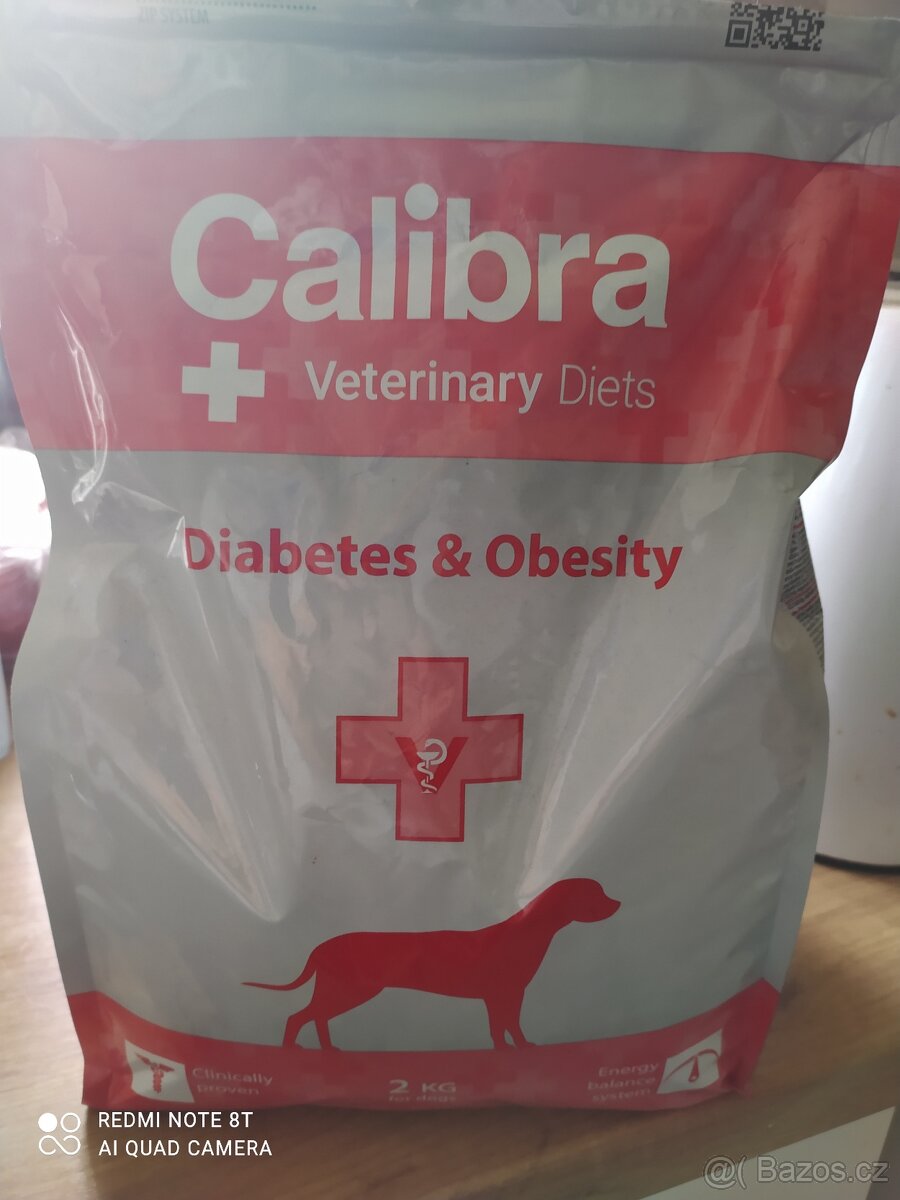 Calibra
Veterinary Diets
Diabetes & Obesity
V
Clinically
proven
2 KG
for dogs
Energy
balance
system
REDMI NOTE 8T
AI QUAD CAMERA
@( Bazos.cz